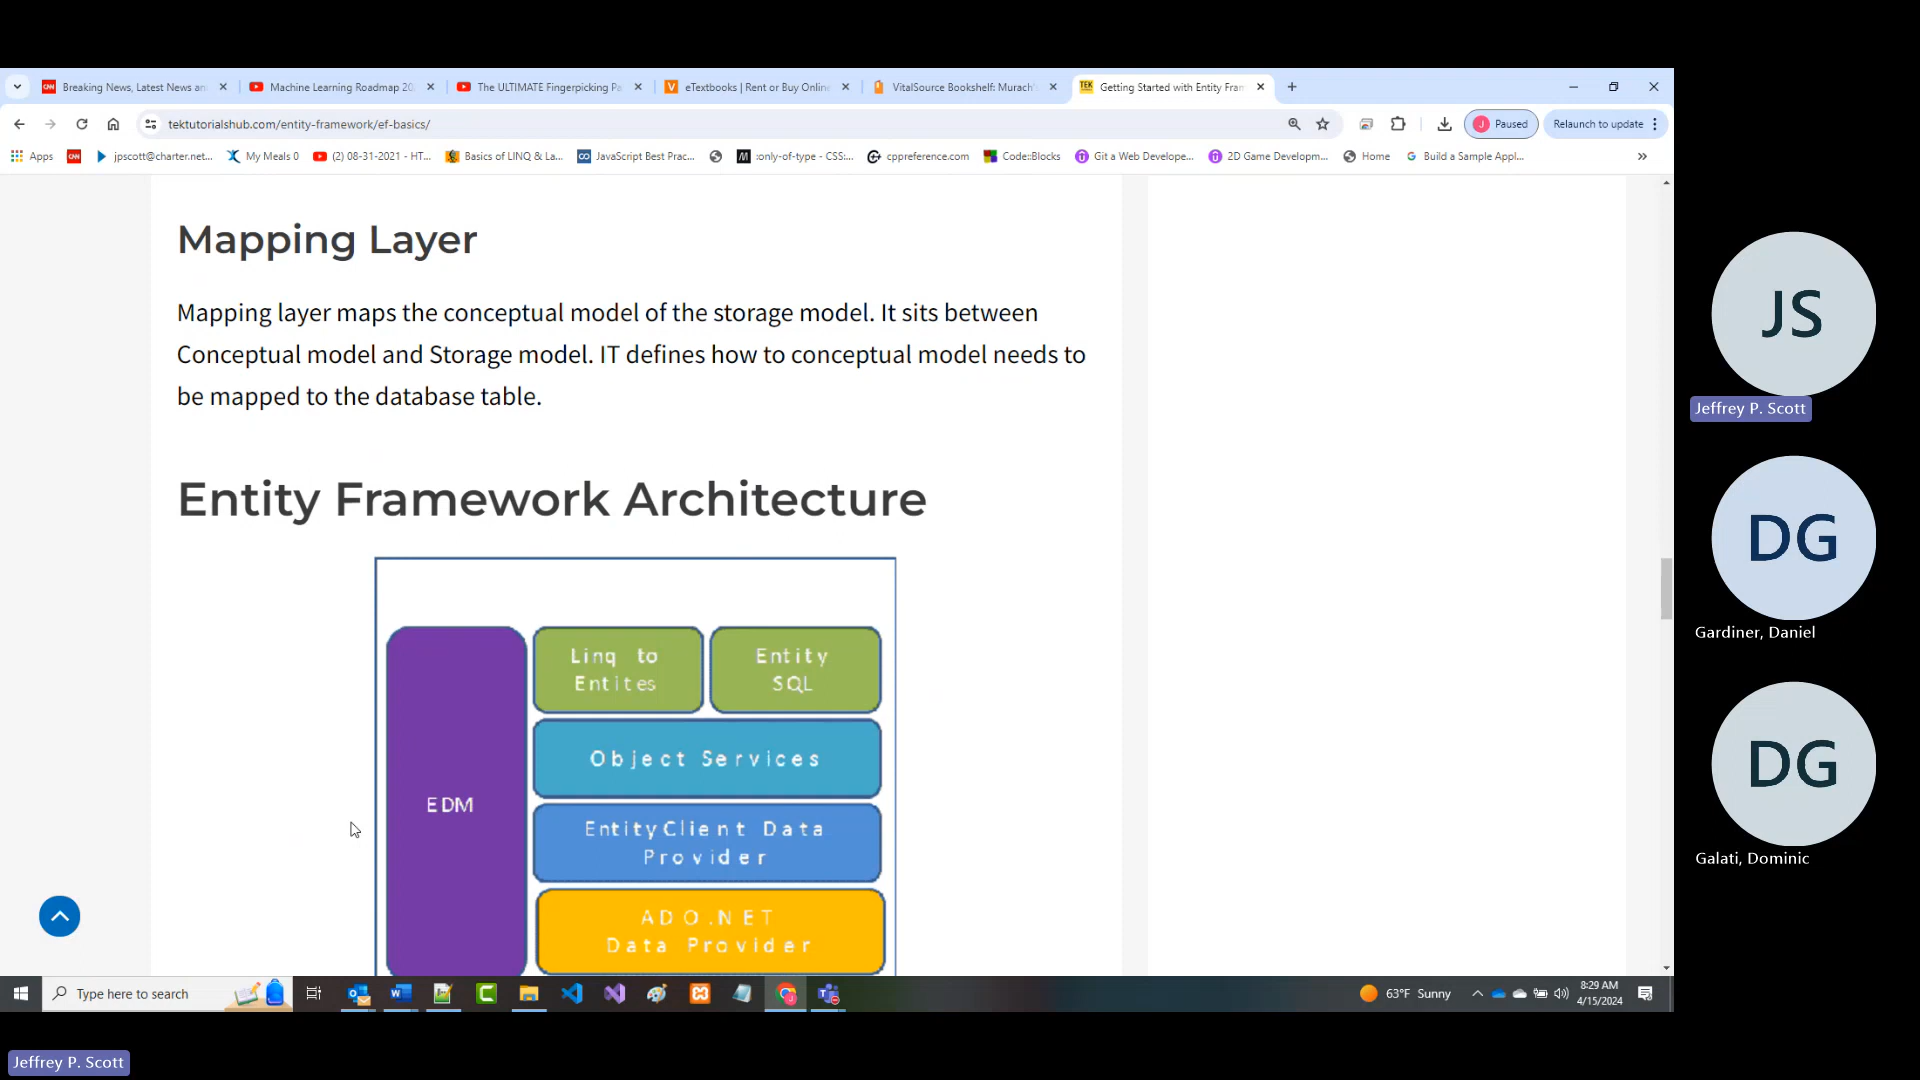 Breaking News, Latest News an
Machine Learning Roadmap 20
The ULTIMATE Fingerpicking Pa
eTextbooks | Rent or Buy Online
VitalSource Bookshelf: Murach'
TEK
Getting Started with Entity Fram
tektutorialshub.com/entity-framework/ef-basics/
J
Paused
Relaunch to update
Apps
jpscott@charter.net...
My Meals 0
(2) 08-31-2021 - HT...
Basics of LINQ & La...
JavaScript Best Prac...
:only-of-type - CSS:...
cppreference.com
Code::Blocks
Git a Web Develope...
2D Game Developm...
Home
Build a Sample Appl...
Mapping Layer
Mapping layer maps the conceptual model of the storage model. It sits between
Conceptual model and Storage model. IT defines how to conceptual model needs to
be mapped to the database table.
Entity Framework Architecture
EDM
Linq to
Entites
Entity
SQL
Object Services
EntityClient Data
Provider
ADO.NET
Data Provider
JS
Jeffrey P. Scott
DG
Gardiner, Daniel
DG
Galati, Dominic
Type here to search
63°F Sunny
8:29 AM
4/15/2024
Jeffrey P. Scott